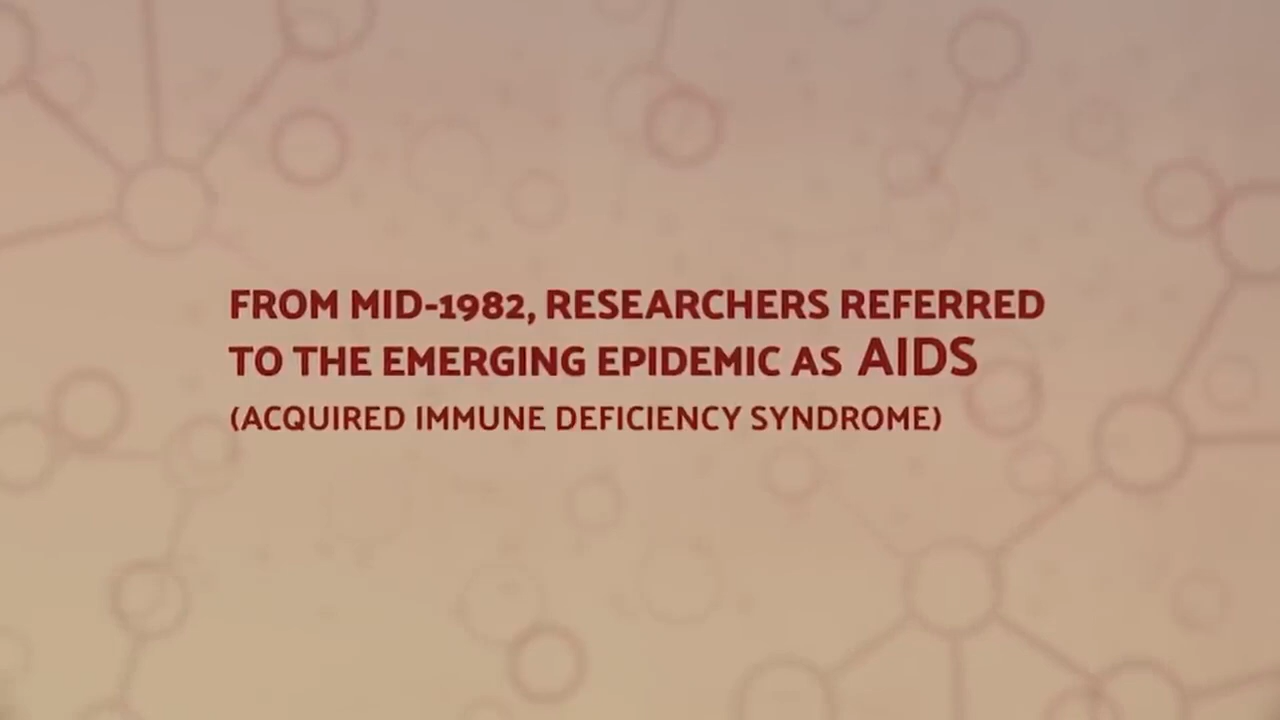 FROM MID-1982, RESEARCHERS REFERRED
TO THE EMERGING EPIDEMIC AS AIDS
(ACQUIRED IMMUNE DEFICIENCY SYNDROME)